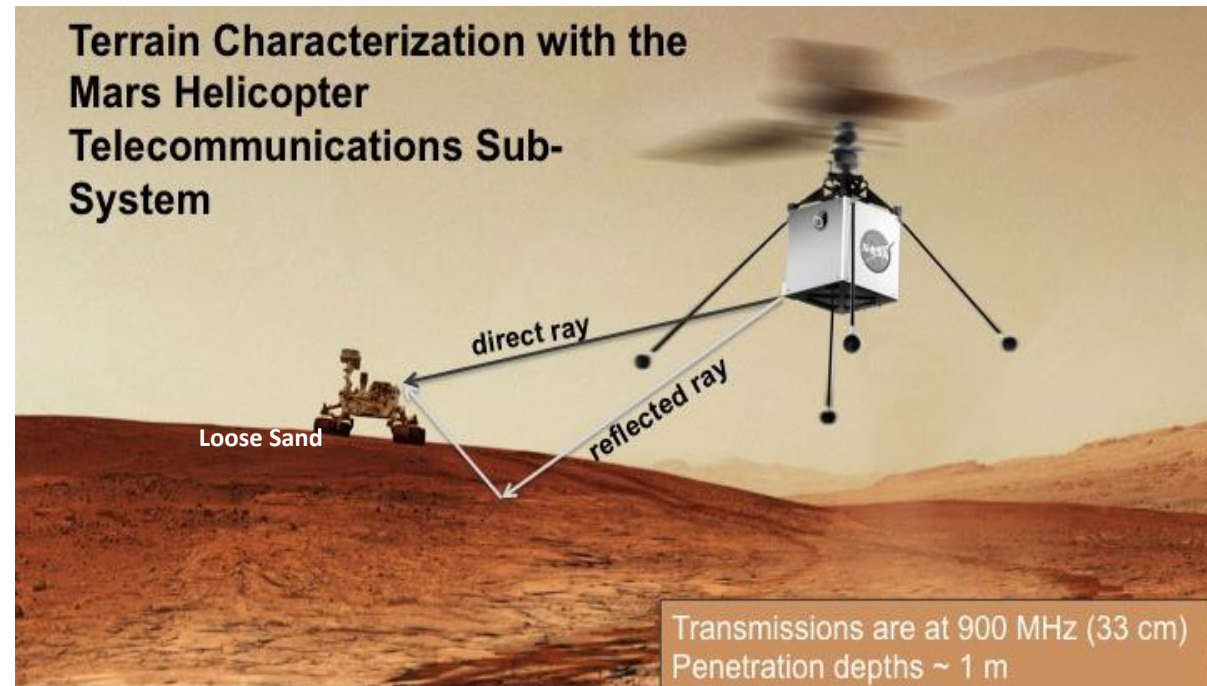 Terrain Characterization with the
Mars Helicopter
Telecommunications Sub-
System
NASA
direct ray
reflected ray
Loose Sand
Transmissions are at 900 MHz (33 cm)
Penetration depths ~ 1 m